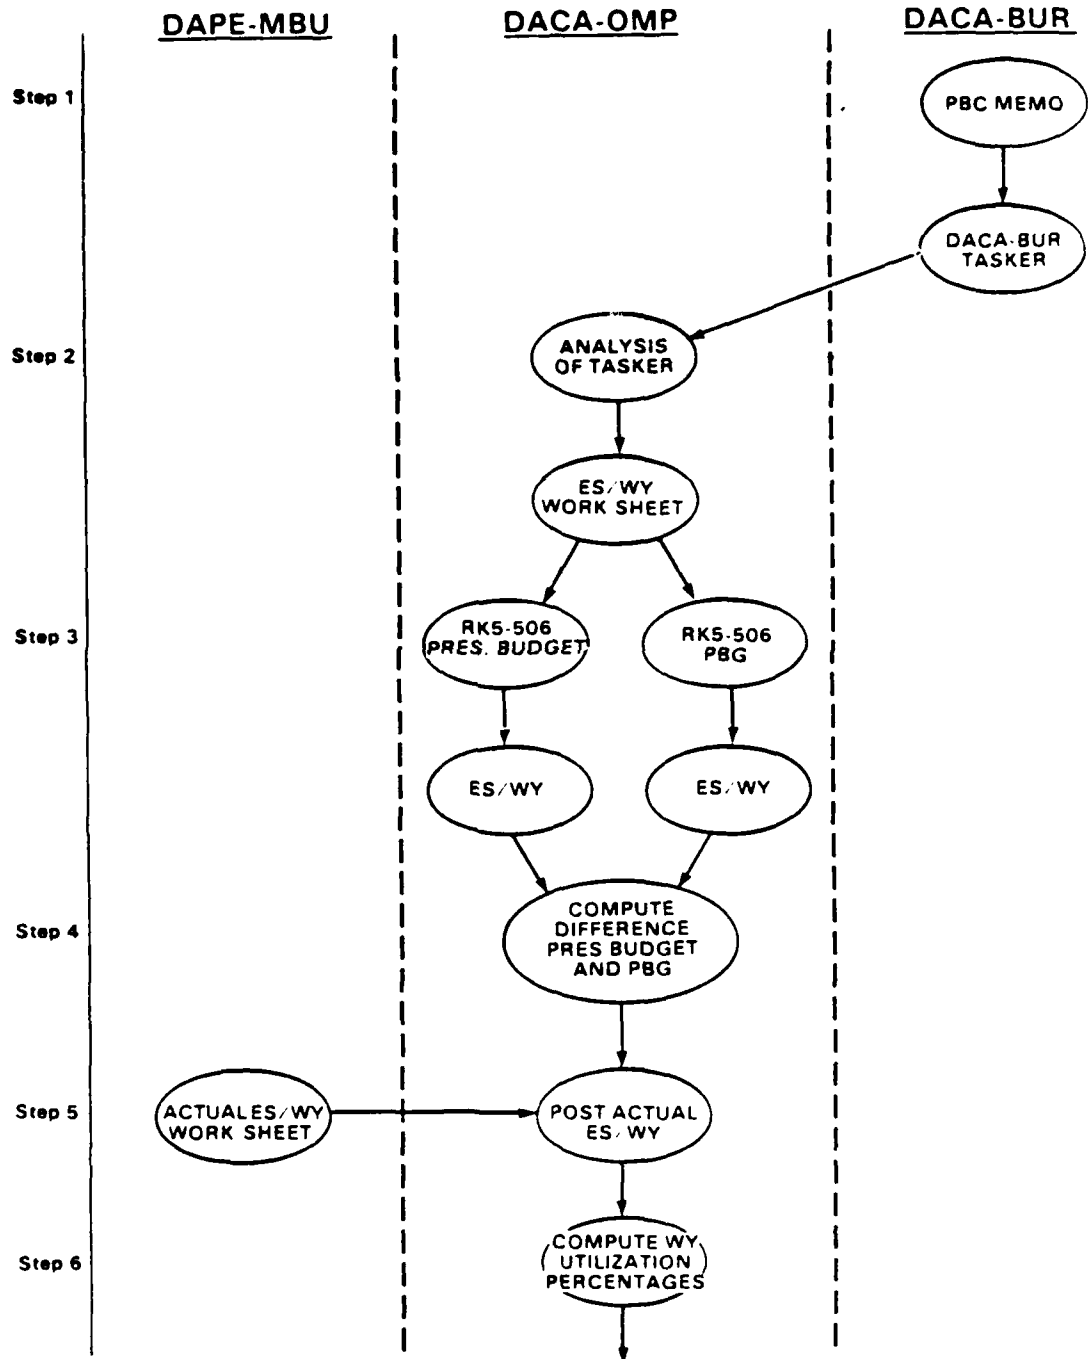 DAPE-MBU
DACA-OMP
DACA-BUR
Step 1
PBC MEMO
DACA-BUR
TASKER
Step 2
ANALYSIS
OF TASKER
ES/WY
WORK SHEET
Step 3
RK5-506
PRES. BUDGET
RK5-506
PBG
ES/WY
ES/WY
Step 4
COMPUTE
DIFFERENCE
PRES BUDGET
AND PBG
Step 5
ACTUAL ES/WY
WORK SHEET
POST ACTUAL
ES/WY
Step 6
COMPUTE WY
UTILIZATION
PERCENTAGES